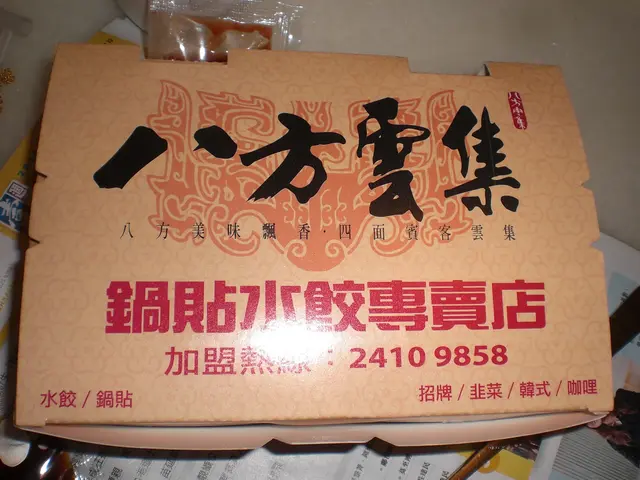 八方雲集
八方美味飄香．四面賓客雲集
鍋貼水餃專賣店
加盟熱線：2410 9858
水餃/鍋貼
招牌/韭菜/韓式/咖哩